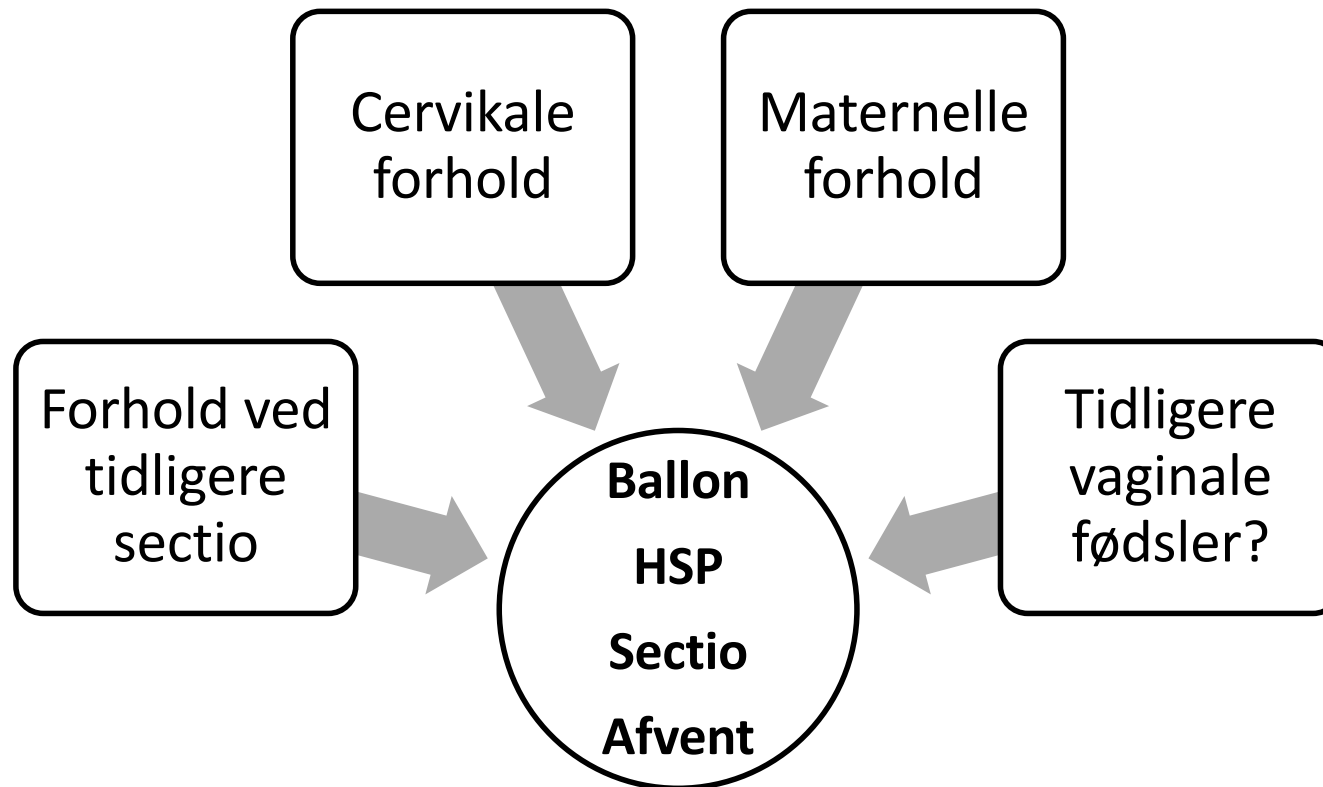 Cervikale
forhold
Maternelle
forhold
Forhold ved
tidligere
sectio
Tidligere
vaginale
fødsler?
Ballon
HSP
Sectio
Afvent